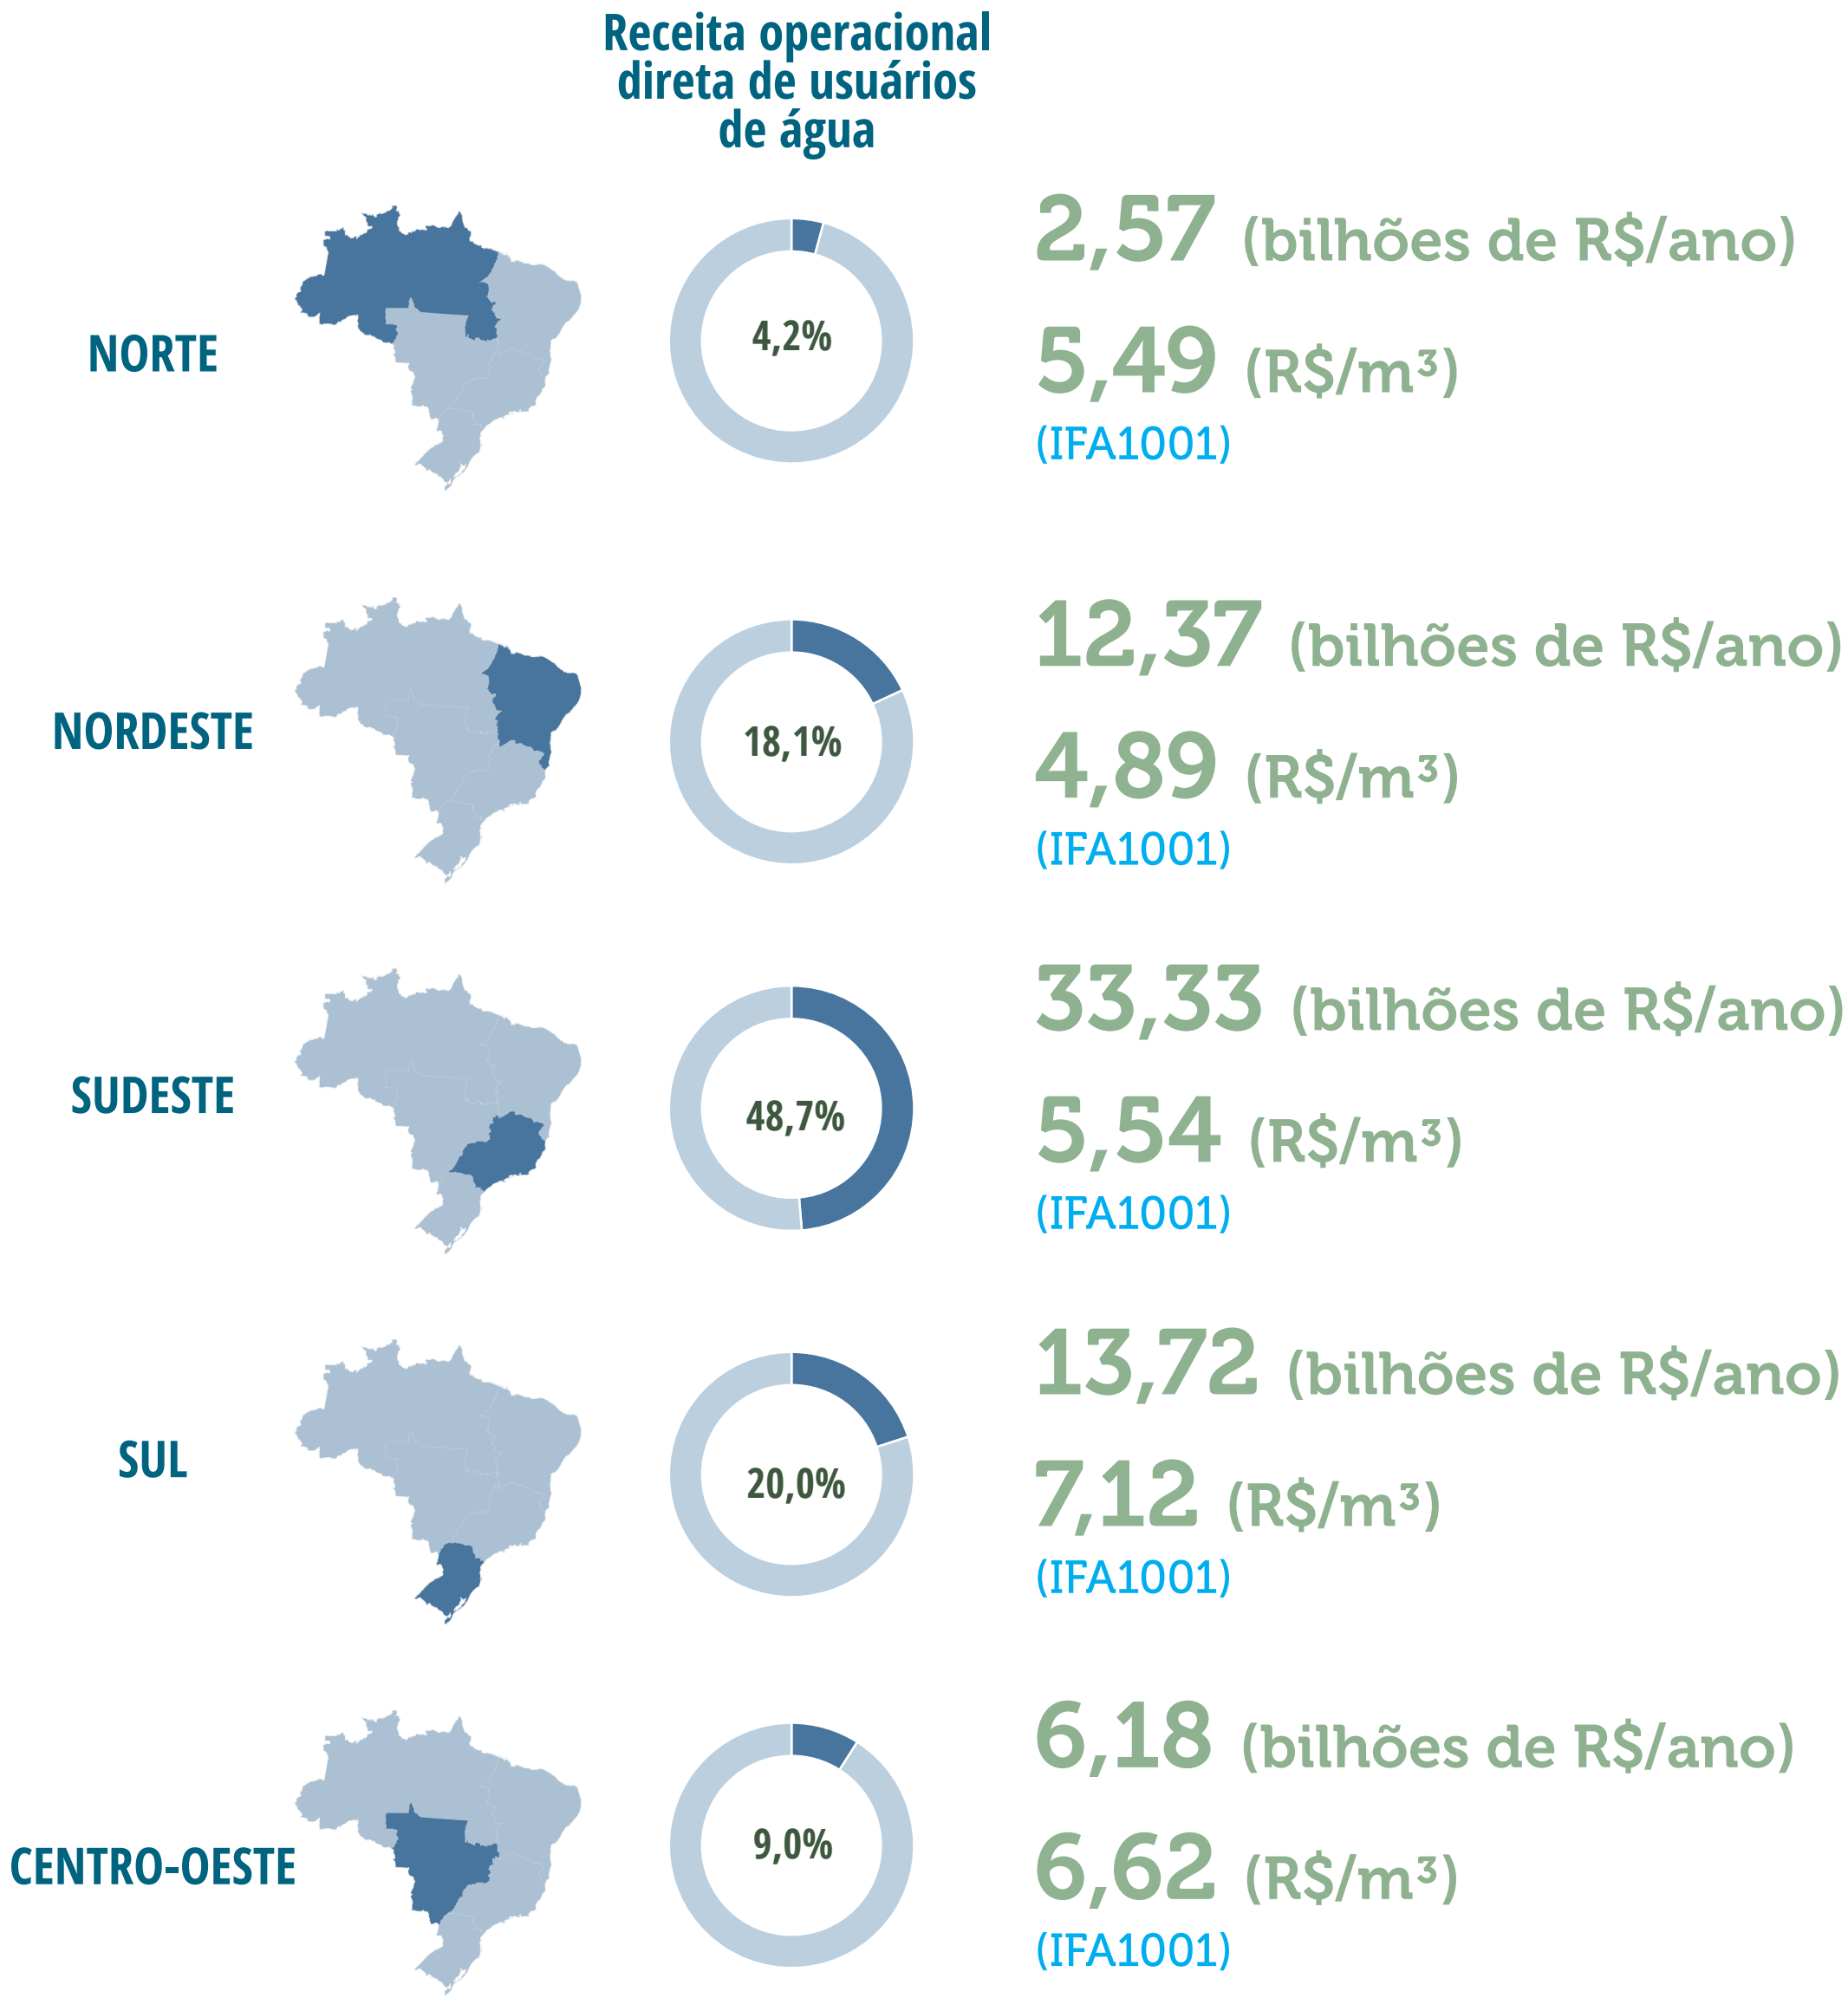 Receita operacional
direta de usuários
de água
NORTE
4,2%
2,57 (bilhões de R$/ano)
5,49 (R$/m³)
(IFA1001)
NORDESTE
18,1%
12,37 (bilhões de R$/ano)
4,89 (R$/m³)
(IFA1001)
SUDESTE
48,7%
33,33 (bilhões de R$/ano)
5,54 (R$/m³)
(IFA1001)
SUL
20,0%
13,72 (bilhões de R$/ano)
7,12 (R$/m³)
(IFA1001)
CENTRO-OESTE
9,0%
6,18 (bilhões de R$/ano)
6,62 (R$/m³)
(IFA1001)